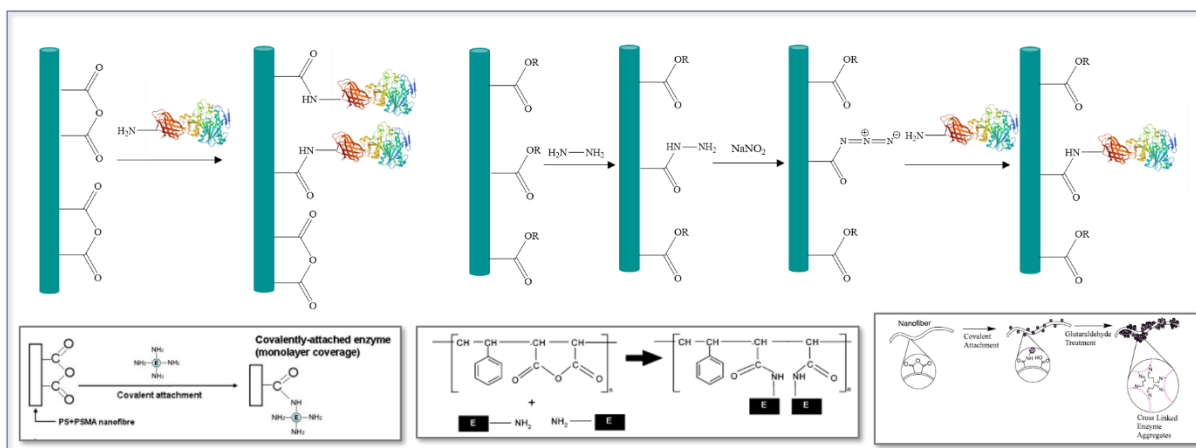 O
O
O
H₂N
O
O
O
O
HN
HN
O
O
O
O
OR
O
OR
O
OR
O
H₂N—NH₂
OR
O
HN—NH₂
O
OR
O
NaNO₂
OR
O
N=N=N
⊕
⊖
O
OR
O
H₂N
OR
O
HN
O
OR
O
O
C
O
C
O
NH₂
NH₂
E
NH₂
NH₂
Covalent attachment
PS+PSMA nanofibre
Covalently-attached enzyme
(monolayer coverage)
O
C
NH
NH₂
E
NH₂
NH₂
CH CH₂ CH CH
O O O
n
+
E NH₂ NH₂ E
CH CH₂ CH CH
C C
O NH NH O
E E
n
Nanofiber
Covalent
Attachment
Glutaraldehyde
Treatment
Cross Linked
Enzyme
Aggregates